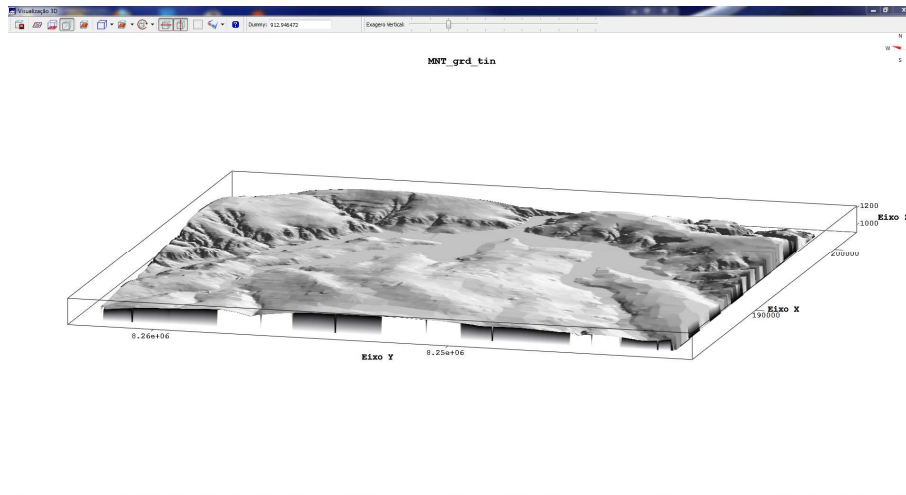 Visualização 3D
Dummy: 912,946472
Exagero Vertical:
N
W
S
MNT_grd_tin
1200
1000
Eixo
200000
Eixo X
190000
8.26e+06
8.25e+06
Eixo Y